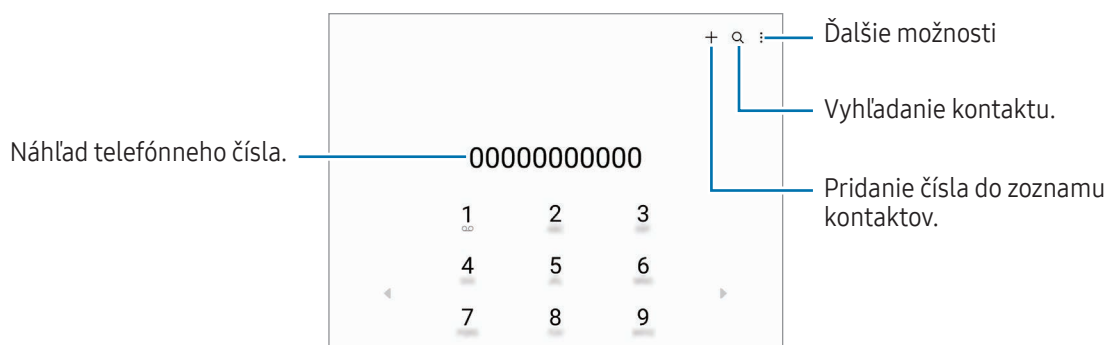 Ďalšie možnosti
Vyhľadanie kontaktu.
Náhľad telefónneho čísla.
00000000000
Pridanie čísla do zoznamu
kontaktov.
1 2 3
4 5 6
7 8 9